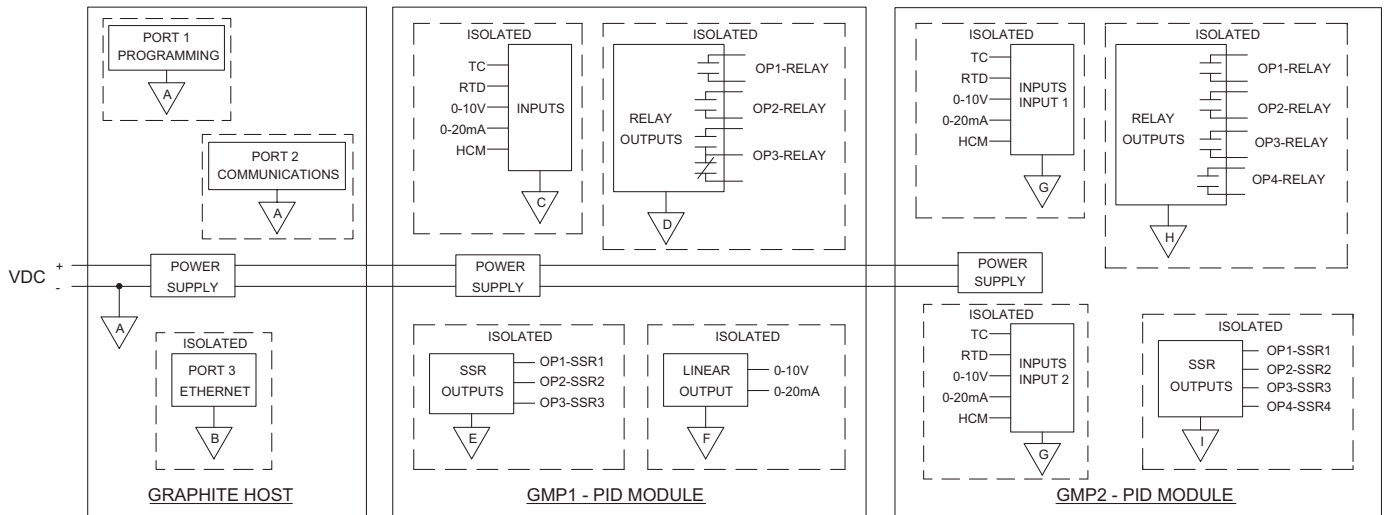 VDC
+
-
A
PORT 1
PROGRAMMING
A
PORT 2
COMMUNICATIONS
A
POWER
SUPPLY
ISOLATED
PORT 3
ETHERNET
B
GRAPHITE HOST
ISOLATED
TC
RTD
0-10V
0-20mA
HCM
INPUTS
C
ISOLATED
RELAY
OUTPUTS
OP1-RELAY
OP2-RELAY
OP3-RELAY
D
POWER
SUPPLY
ISOLATED
SSR
OUTPUTS
OP1-SSR1
OP2-SSR2
OP3-SSR3
E
ISOLATED
LINEAR
OUTPUT
0-10V
0-20mA
F
GMP1 - PID MODULE
ISOLATED
TC
RTD
0-10V
0-20mA
HCM
INPUTS
INPUT 1
G
ISOLATED
RELAY
OUTPUTS
OP1-RELAY
OP2-RELAY
OP3-RELAY
OP4-RELAY
H
POWER
SUPPLY
ISOLATED
TC
RTD
0-10V
0-20mA
HCM
INPUTS
INPUT 2
G
ISOLATED
SSR
OUTPUTS
OP1-SSR1
OP2-SSR2
OP3-SSR3
OP4-SSR4
I
GMP2 - PID MODULE